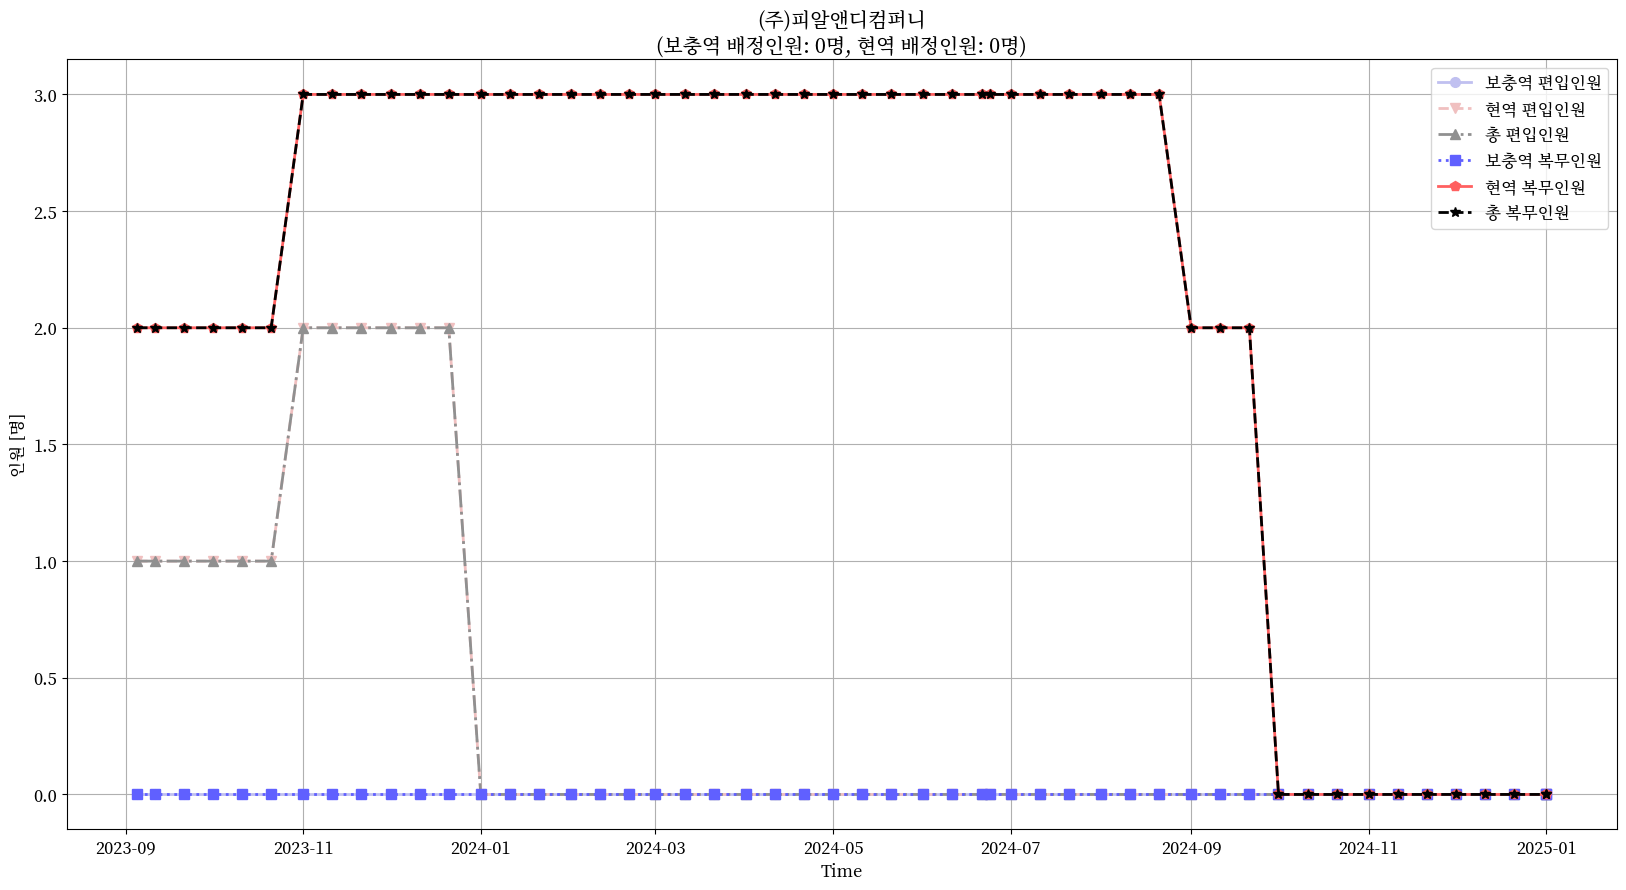 (주)피알앤디컴퍼니
(보충역 배정인원: 0명, 현역 배정인원: 0명)
보충역 편입인원
현역 편입인원
총 편입인원
보충역 복무인원
현역 복무인원
총 복무인원
인원 [명]
3.0
2.5
2.0
1.5
1.0
0.5
0.0
2023-09
2023-11
2024-01
2024-03
2024-05
2024-07
2024-09
2024-11
2025-01
Time